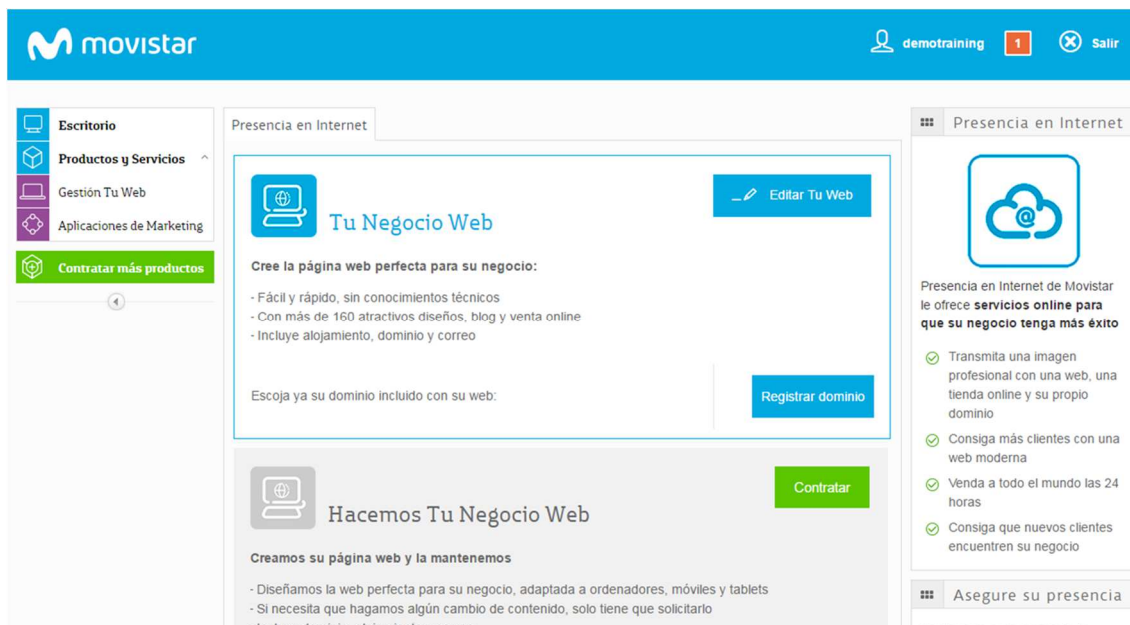 movistar
demotraining
1
Salir
Escritorio
Productos y Servicios
Gestión Tu Web
Aplicaciones de Marketing
Contratar más productos
Presencia en Internet
Tu Negocio Web
Editar Tu Web
Cree la página web perfecta para su negocio:
- Fácil y rápido, sin conocimientos técnicos
- Con más de 160 atractivos diseños, blog y venta online
- Incluye alojamiento, dominio y correo
Escoja ya su dominio incluido con su web:
Registrar dominio
Hacemos Tu Negocio Web
Contratar
Creamos su página web y la mantenemos
- Diseñamos la web perfecta para su negocio, adaptada a ordenadores, móviles y tablets
- Si necesita que hagamos algún cambio de contenido, solo tiene que solicitarlo
Presencia en Internet
@
Presencia en Internet de Movistar
le ofrece servicios online para
que su negocio tenga más éxito
Transmita una imagen
profesional con una web, una
tienda online y su propio
dominio
Consiga más clientes con una
web moderna
Venda a todo el mundo las 24
horas
Consiga que nuevos clientes
encuentren su negocio
Asegure su presencia